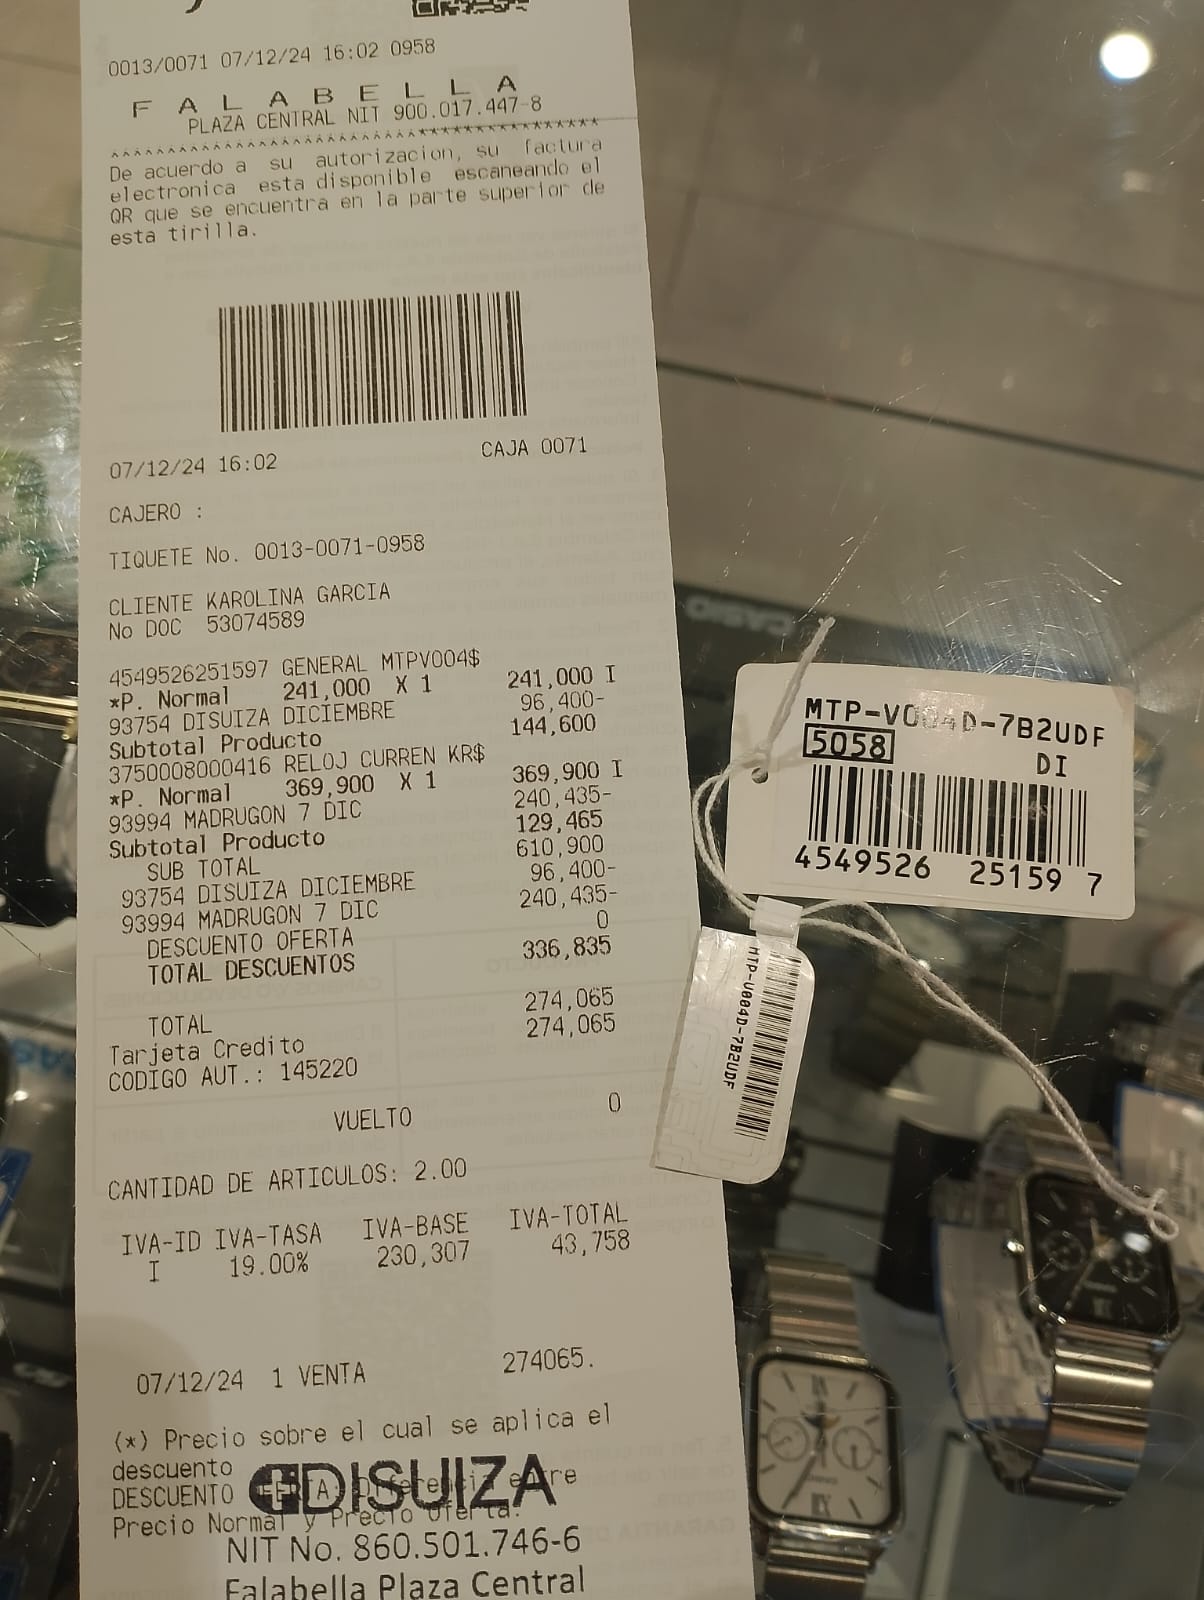 0013/0071 07/12/24 16:02 0958
F A L A B E L L A
PLAZA CENTRAL NIT 900.017.447-8
De acuerdo a su autorizacion, su factura
electronica esta disponible escaneando el
QR que se encuentra en la parte superior de
esta tirilla.
07/12/24 16:02 CAJA 0071
CAJERO :
TIQUETE No. 0013-0071-0958
CLIENTE KAROLINA GARCIA
No DOC 53074589
4549526251597 GENERAL MTPV004$
*P. Normal 241,000 X 1 241,000 I
93754 DISUIZA DICIEMBRE 96,400-
Subtotal Producto 144,600
3750008000416 RELOJ CURREN KR$
*P. Normal 369,900 X 1 369,900 I
93994 MADRUGON 7 DIC 240,435-
Subtotal Producto 129,465
SUB TOTAL 610,900
93754 DISUIZA DICIEMBRE 96,400-
93994 MADRUGON 7 DIC 240,435-
DESCUENTO OFERTA 0
TOTAL DESCUENTOS 336,835
TOTAL 274,065
Tarjeta Credito 274,065
CODIGO AUT.: 145220
VUELTO 0
CANTIDAD DE ARTICULOS: 2.00
IVA-ID IVA-TASA IVA-BASE IVA-TOTAL
I 19.00% 230,307 43,758
07/12/24 1 VENTA 274065.
(*) Precio sobre el cual se aplica el
descuento
DESCUENTO OFERTA: Diferencia entre
Precio Normal y Precio Oferta.
DISUIZA
NIT No. 860.501.746-6
Falabella Plaza Central
CASIO
MTP-V004D-7B2UDF
5058 DI
4549526 25159 7
MTP-V004D-7B2UDF